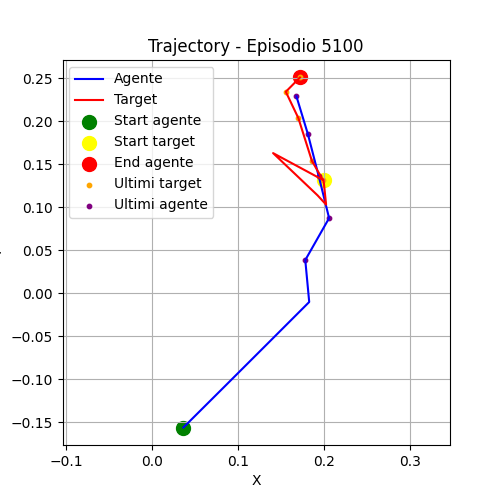 Trajectory - Episodio 5100
Agente
Target
Start agente
Start target
End agente
Ultimi target
Ultimi agente
0.25
0.20
0.15
0.10
0.05
0.00
−0.05
−0.10
−0.15
−0.1
0.0
0.1
0.2
0.3
X